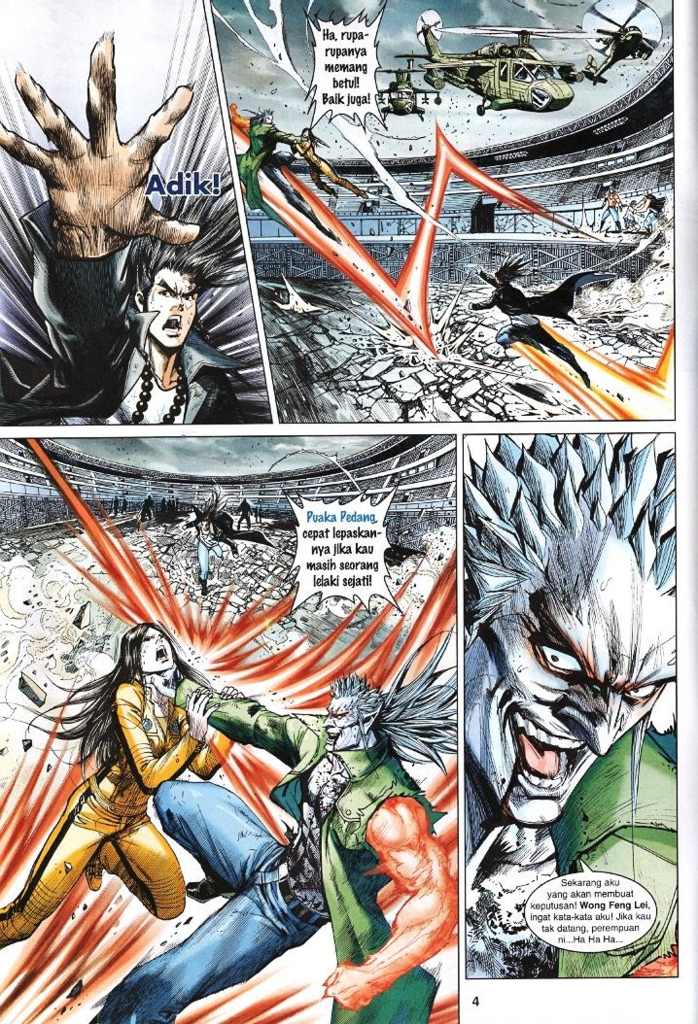 Adik!
Ha, rupa-
rupanya
memang
betul!
Baik juga!
Puaka Pedang,
cepat lepaskan-
nya jika kau
masih seorang
lelaki sejati!
Sekarang aku
yang akan membuat
keputusan! Wong Feng Lei,
ingat kata-kata aku! Jika kau
tak datang, perempuan
ni...Ha Ha Ha...
4